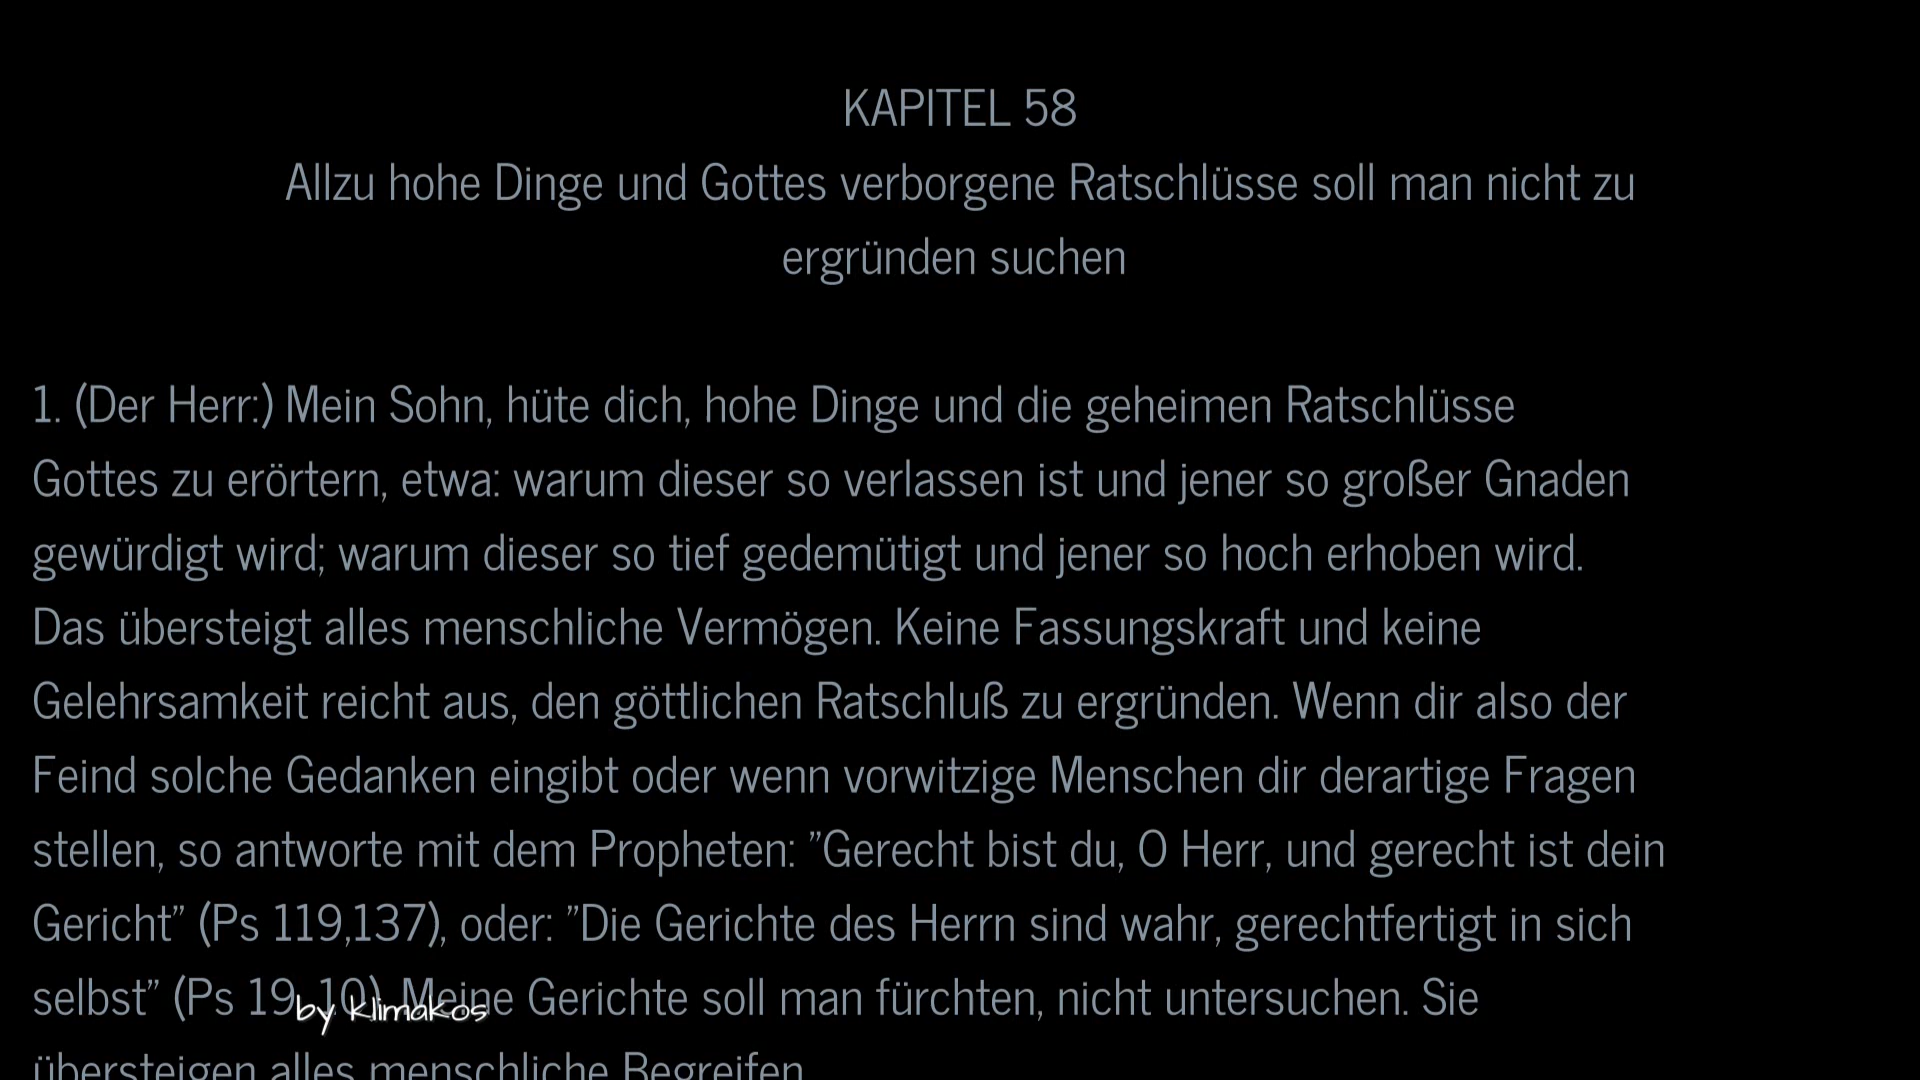 KAPITEL 58
Allzu hohe Dinge und Gottes verborgene Ratschlüsse soll man nicht zu
ergründen suchen
1. (Der Herr:) Mein Sohn, hüte dich, hohe Dinge und die geheimen Ratschlüsse
Gottes zu erörtern, etwa: warum dieser so verlassen ist und jener so großer Gnaden
gewürdigt wird; warum dieser so tief gedemütigt und jener so hoch erhoben wird.
Das übersteigt alles menschliche Vermögen. Keine Fassungskraft und keine
Gelehrsamkeit reicht aus, den göttlichen Ratschluß zu ergründen. Wenn dir also der
Feind solche Gedanken eingibt oder wenn vorwitzige Menschen dir derartige Fragen
stellen, so antworte mit dem Propheten: ”Gerecht bist du, O Herr, und gerecht ist dein
Gericht” (Ps 119,137), oder: ”Die Gerichte des Herrn sind wahr, gerechtfertigt in sich
selbst” (Ps 19, 10). Meine Gerichte soll man fürchten, nicht untersuchen. Sie
by Klimakos
übersteigen alles menschliche Begreifen